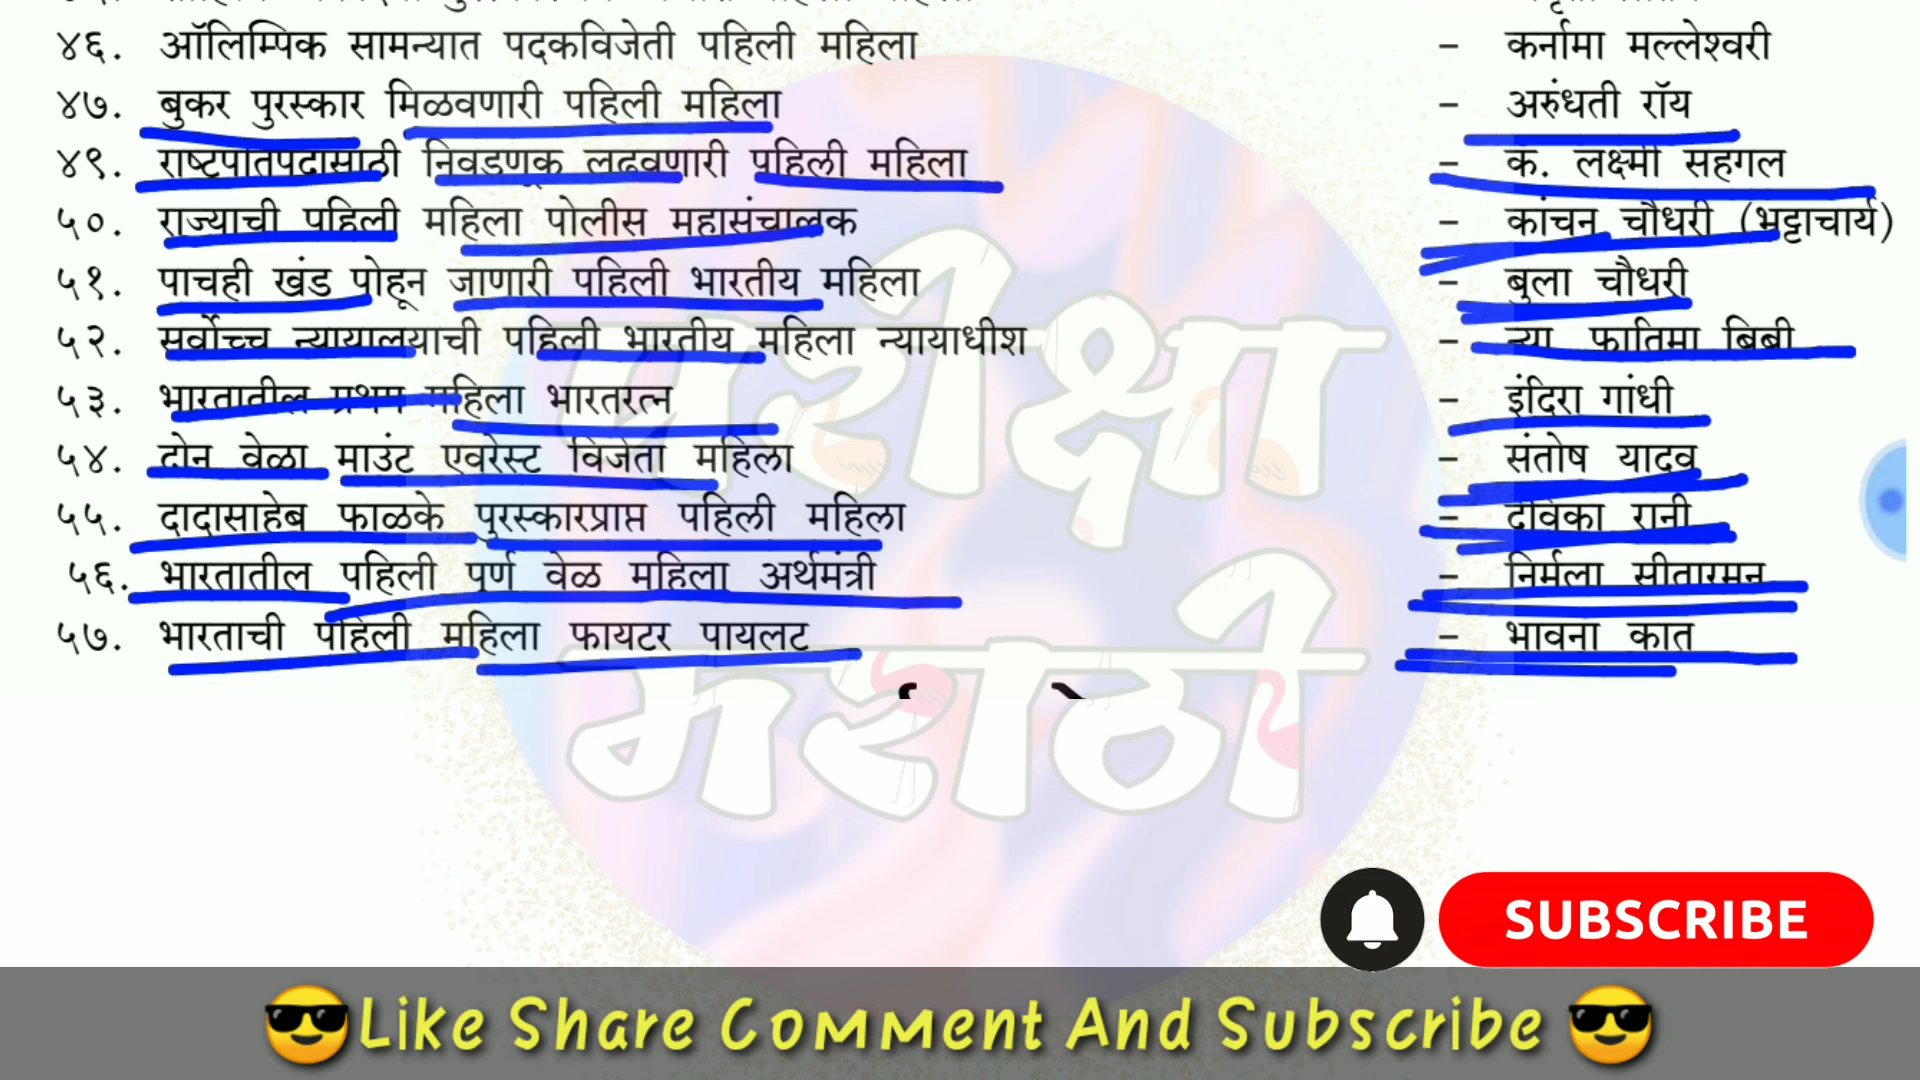 ४६. ऑलिम्पिक सामन्यात पदकविजेती पहिली महिला - कर्नामा मल्लेश्वरी
४७. बुकर पुरस्कार मिळवणारी पहिली महिला - अरुंधती रॉय
४९. राष्टपतिपदासाठी निवडणूक लढवणारी पहिली महिला - क. लक्ष्मी सहगल
५०. राज्याची पहिली महिला पोलीस महासंचालक - कांचन चौधरी (भट्टाचार्य)
५१. पाचही खंड पोहून जाणारी पहिली भारतीय महिला - बुला चौधरी
५२. सर्वोच्च न्यायालयाची पहिली भारतीय महिला न्यायाधीश - न्या. फातिमा बिबी
५३. भारतातील प्रथम महिला भारतरत्न - इंदिरा गांधी
५४. दोन वेळा माउंट एवरेस्ट विजेता महिला - संतोष यादव
५५. दादासाहेब फाळके पुरस्कारप्राप्त पहिली महिला - देविका रानी
५६. भारतातील पहिली पूर्ण वेळ महिला अर्थमंत्री - निर्मला सीतारमन
५७. भारताची पहिली महिला फायटर पायलट - भावना कात
परीक्षा
मराठी
SUBSCRIBE
Like Share Comment And Subscribe